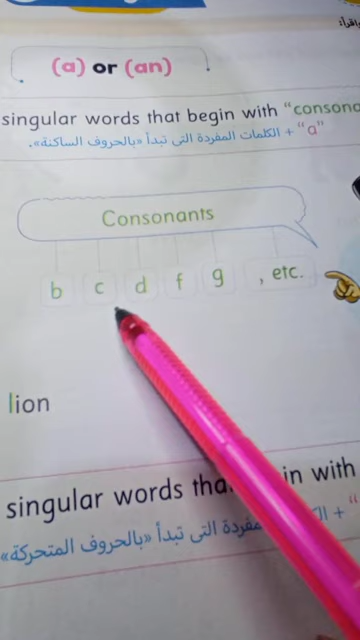 (a) or (an)
singular words that begin with "consona
"a" + الكلمات المفردة التى تبدأ «بالحروف الساكنة».
Consonants
b c d f g , etc.
lion
singular words tha in with "
مفردة التى تبدأ «بالحروف المتحركة»